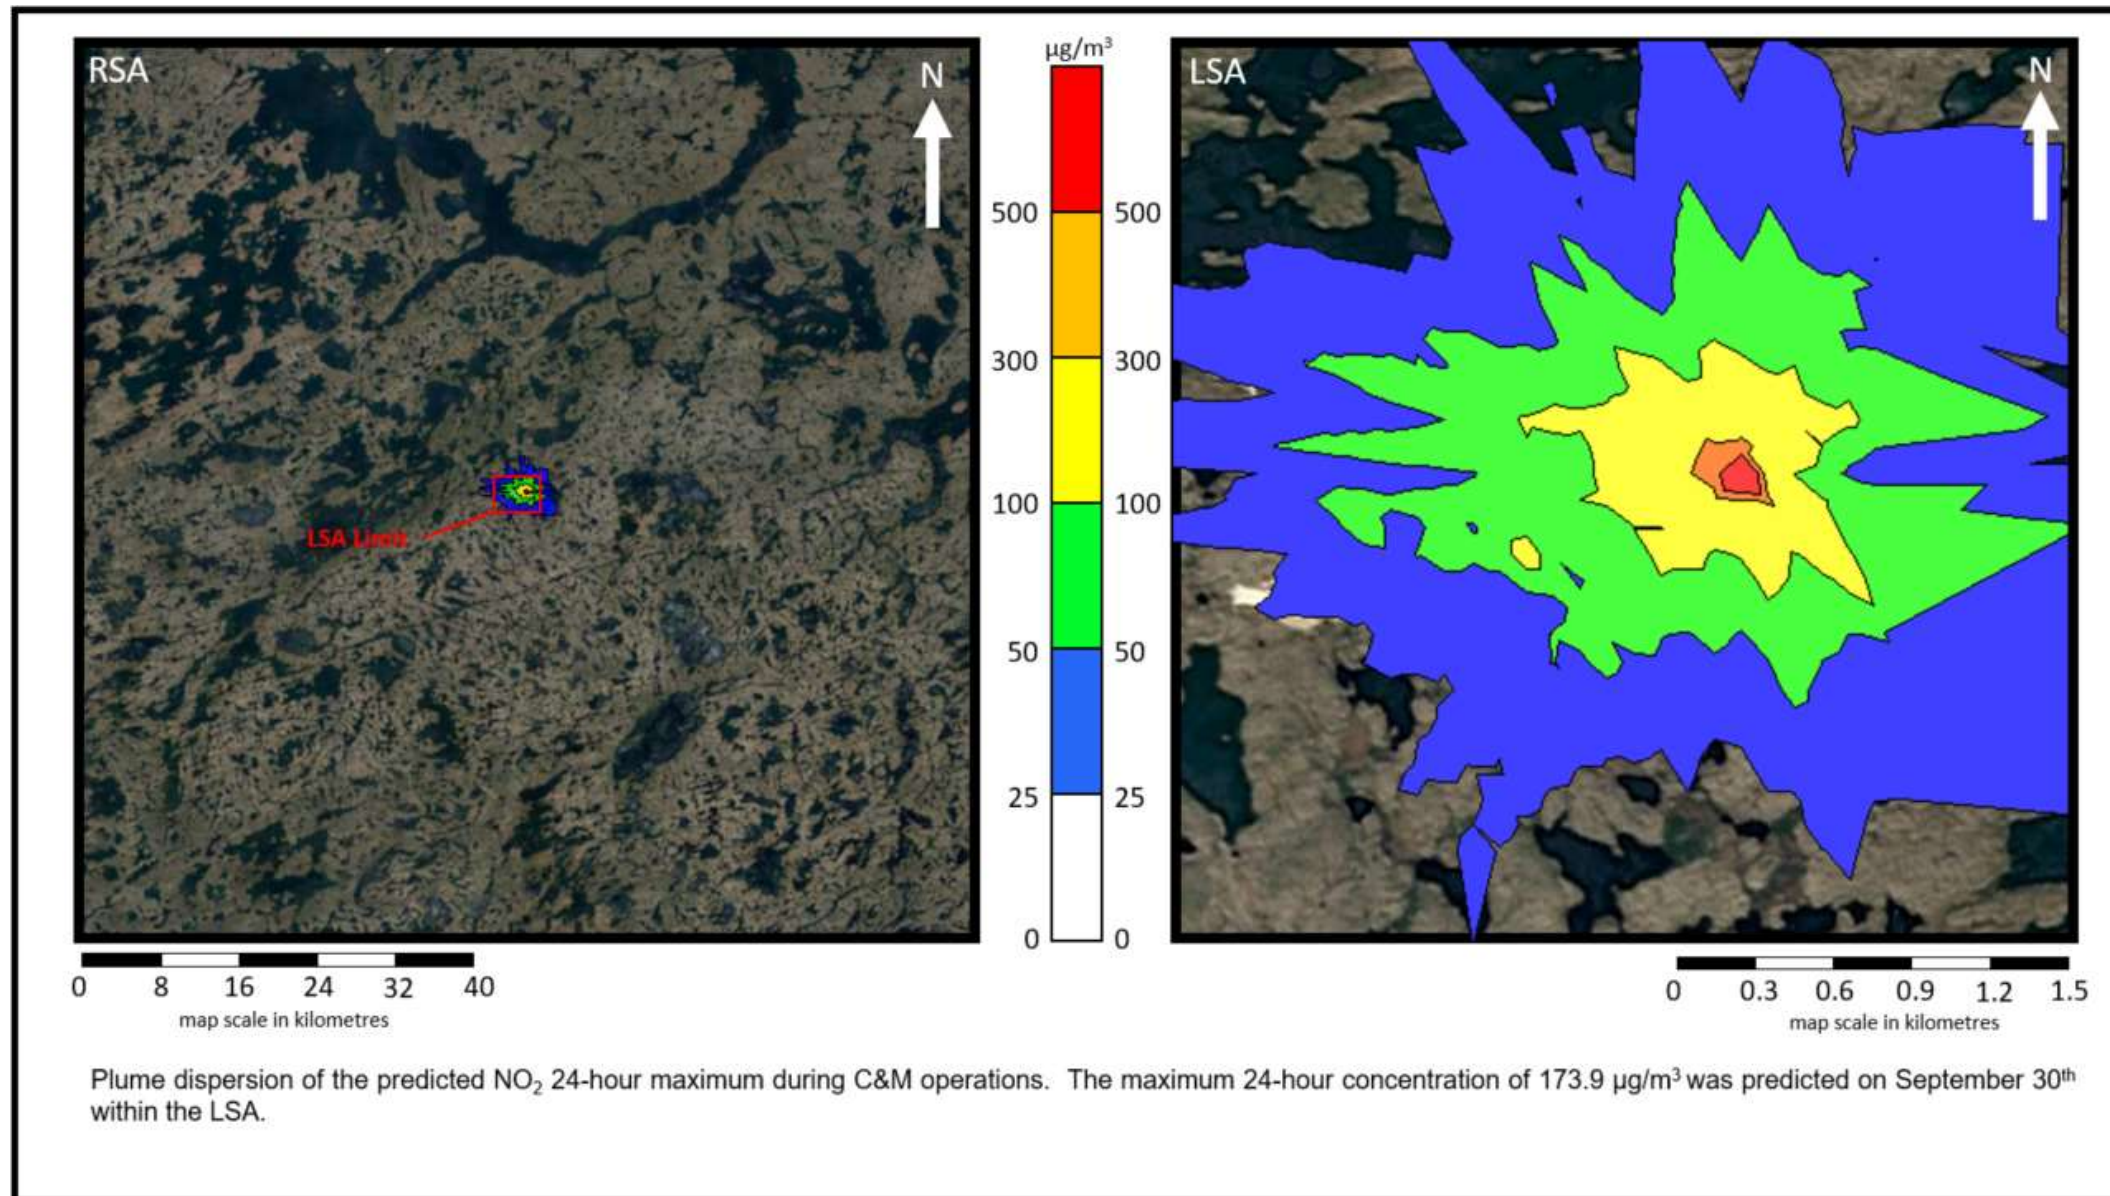 RSA
N
LSA Limit
0 8 16 24 32 40
map scale in kilometres
µg/m³
500 500
300 300
100 100
50 50
25 25
0 0
LSA
N
0 0.3 0.6 0.9 1.2 1.5
map scale in kilometres
Plume dispersion of the predicted NO₂ 24-hour maximum during C&M operations. The maximum 24-hour concentration of 173.9 µg/m³ was predicted on September 30ᵗʰ
within the LSA.